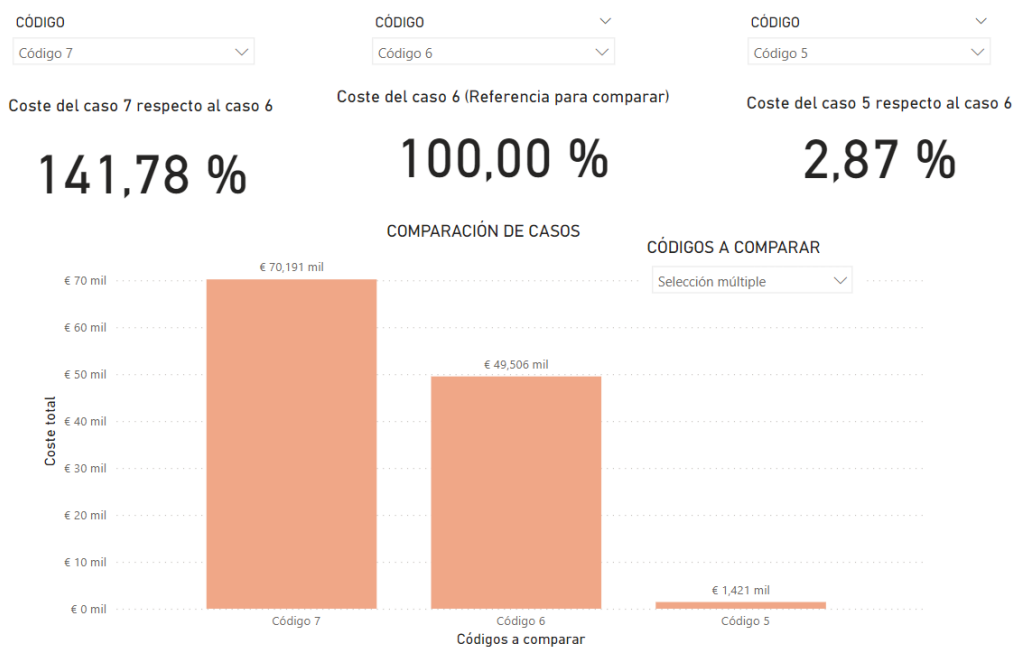 CÓDIGO
Código 7
CÓDIGO
Código 6
CÓDIGO
Código 5
Coste del caso 7 respecto al caso 6
141,78 %
Coste del caso 6 (Referencia para comparar)
100,00 %
Coste del caso 5 respecto al caso 6
2,87 %
COMPARACIÓN DE CASOS
CÓDIGOS A COMPARAR
Selección múltiple
Coste total
€ 70 mil
€ 60 mil
€ 50 mil
€ 40 mil
€ 30 mil
€ 20 mil
€ 10 mil
€ 0 mil
€ 70,191 mil
€ 49,506 mil
€ 1,421 mil
Código 7
Código 6
Código 5
Códigos a comparar